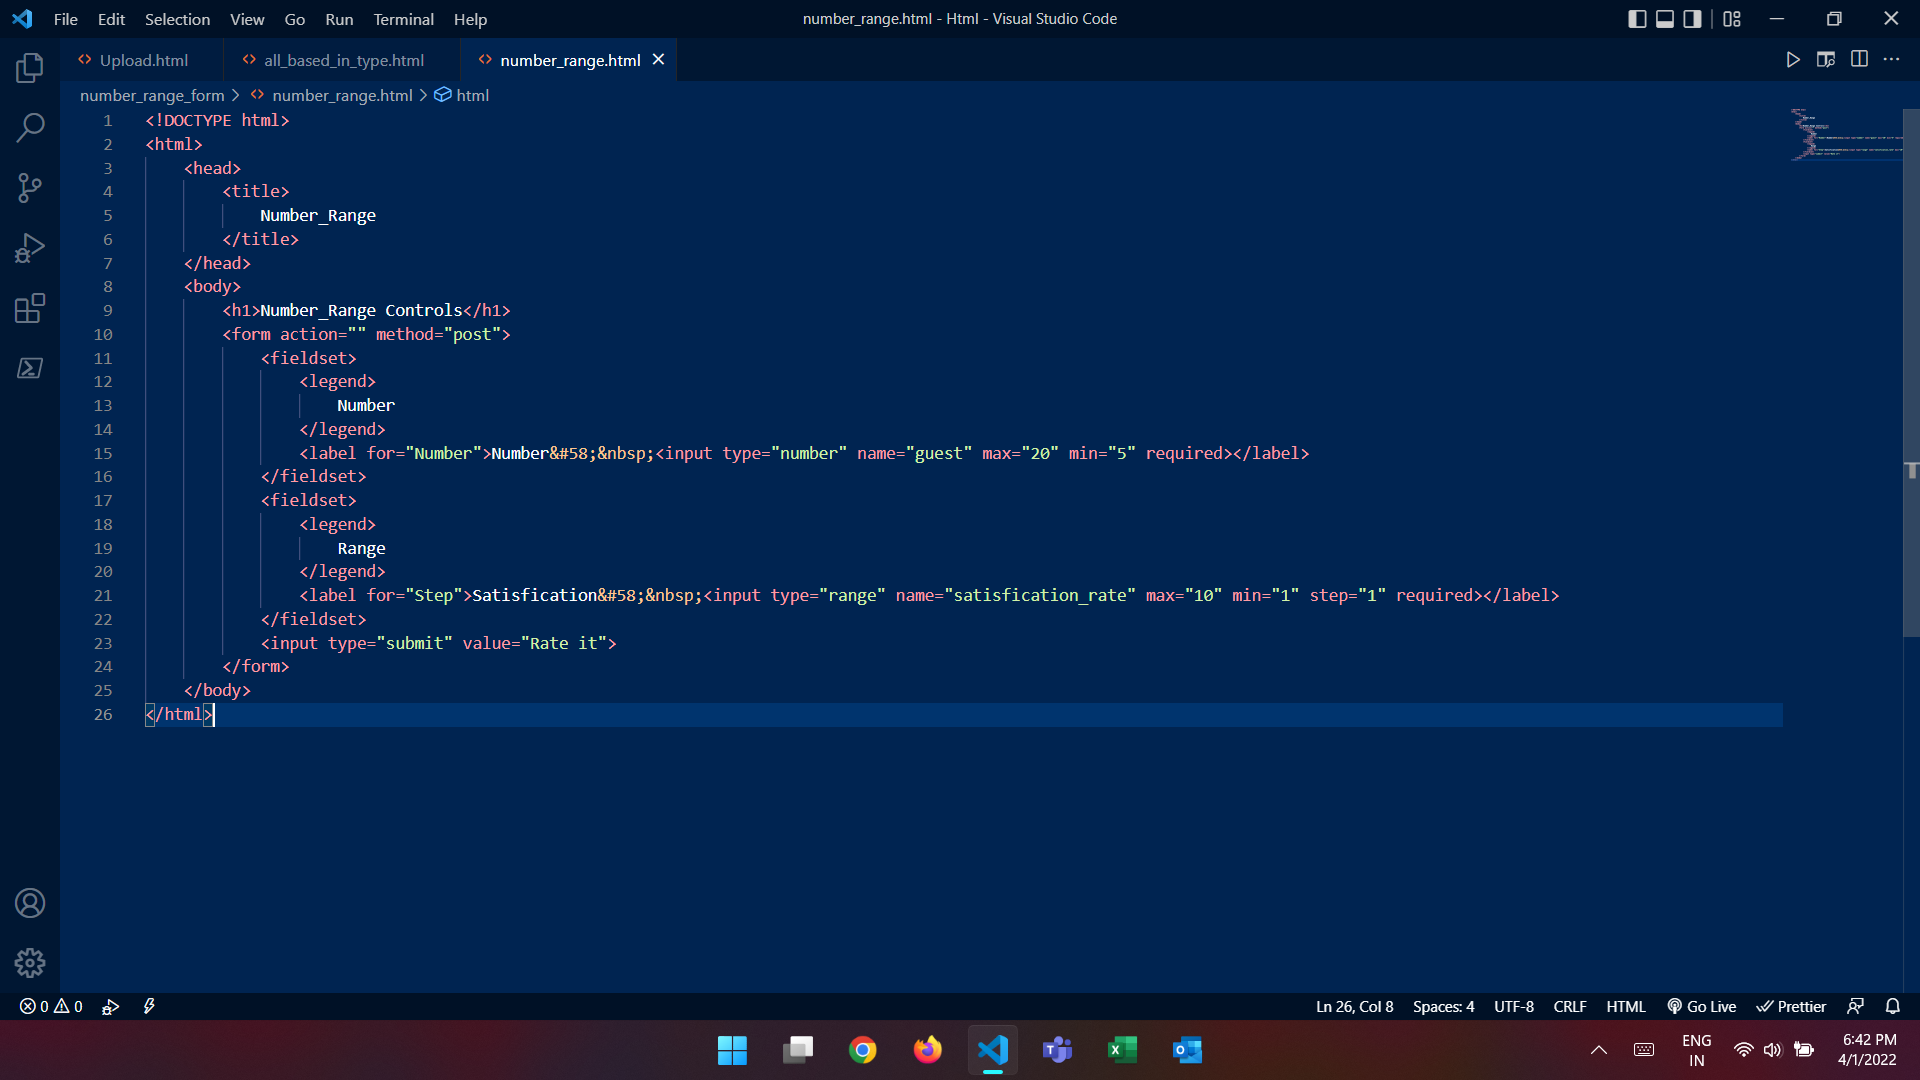 File Edit Selection View Go Run Terminal Help
number_range.html - Html - Visual Studio Code
Upload.html
all_based_in_type.html
number_range.html
number_range_form > number_range.html > html
1 <!DOCTYPE html>
2 <html>
3 <head>
4 <title>
5 Number_Range
6 </title>
7 </head>
8 <body>
9 <h1>Number_Range Controls</h1>
10 <form action="" method="post">
11 <fieldset>
12 <legend>
13 Number
14 </legend>
15 <label for="Number">Number&#58;&nbsp;<input type="number" name="guest" max="20" min="5" required></label>
16 </fieldset>
17 <fieldset>
18 <legend>
19 Range
20 </legend>
21 <label for="Step">Satisfication&#58;&nbsp;<input type="range" name="satisfication_rate" max="10" min="1" step="1" required></label>
22 </fieldset>
23 <input type="submit" value="Rate it">
24 </form>
25 </body>
26 </html>
0 0
Ln 26, Col 8 Spaces: 4 UTF-8 CRLF HTML Go Live Prettier
ENG
IN
6:42 PM
4/1/2022